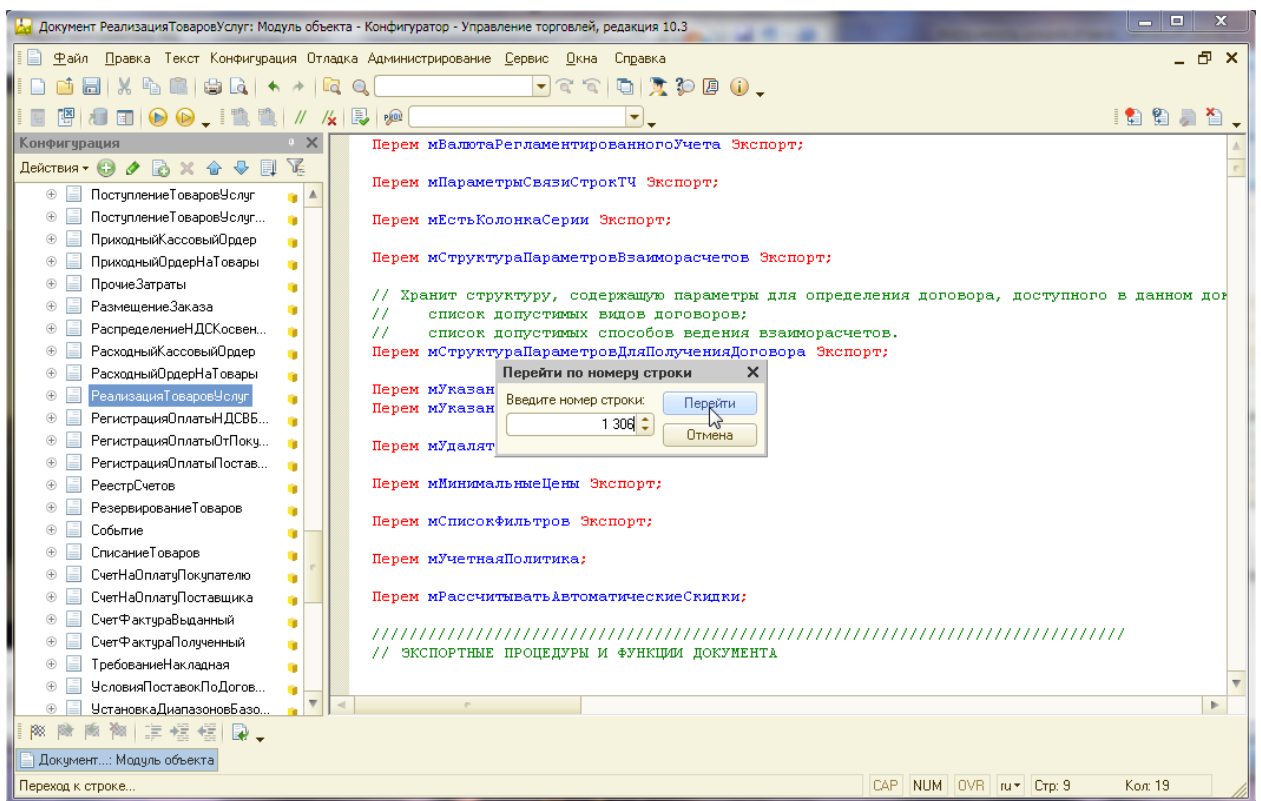 Документ РеализацияТоваровУслуг: Модуль объекта - Конфигуратор - Управление торговлей, редакция 10.3
Файл Правка Текст Конфигурация Отладка Администрирование Сервис Окна Справка
Конфигурация
Действия
ПоступлениеТоваровУслуг
ПоступлениеТоваровУслуг...
ПриходныйКассовыйОрдер
ПриходныйОрдерНаТовары
ПрочиеЗатраты
РазмещениеЗаказа
РаспределениеНДСКосвен...
РасходныйКассовыйОрдер
РасходныйОрдерНаТовары
РеализацияТоваровУслуг
РегистрацияОплатыНДСВБ...
РегистрацияОплатыОтПоку...
РегистрацияОплатыПостав...
РеестрСчетов
РезервированиеТоваров
Событие
СписаниеТоваров
СчетНаОплатуПокупателю
СчетНаОплатуПоставщика
СчетФактураВыданный
СчетФактураПолученный
ТребованиеНакладная
УсловияПоставокПоДогов...
УстановкаДиапазоновБазо...
Перем мВалютаРегламентированногоУчета Экспорт;
Перем мПараметрыСвязиСтрокТЧ Экспорт;
Перем мЕстьКолонкаСерии Экспорт;
Перем мСтруктураПараметровВзаиморасчетов Экспорт;
// Хранит структуру, содержащую параметры для определения договора, доступного в данном док
// список допустимых видов договоров;
// список допустимых способов ведения взаиморасчетов.
Перем мСтруктураПараметровДляПолученияДоговора Экспорт;
Перем мУказан
Перем мУказан
Перем мУдалят
Перем мМинимальныеЦены Экспорт;
Перем мСписокФильтров Экспорт;
Перем мУчетнаяПолитика;
Перем мРассчитыватьАвтоматическиеСкидки;
////////////////////////////////////////////////////////////////////////////////
// ЭКСПОРТНЫЕ ПРОЦЕДУРЫ И ФУНКЦИИ ДОКУМЕНТА
Перейти по номеру строки
Введите номер строки:
1 306
Перейти
Отмена
Документ...: Модуль объекта
Переход к строке...
CAP NUM OVR ru Стр: 9 Кол: 19